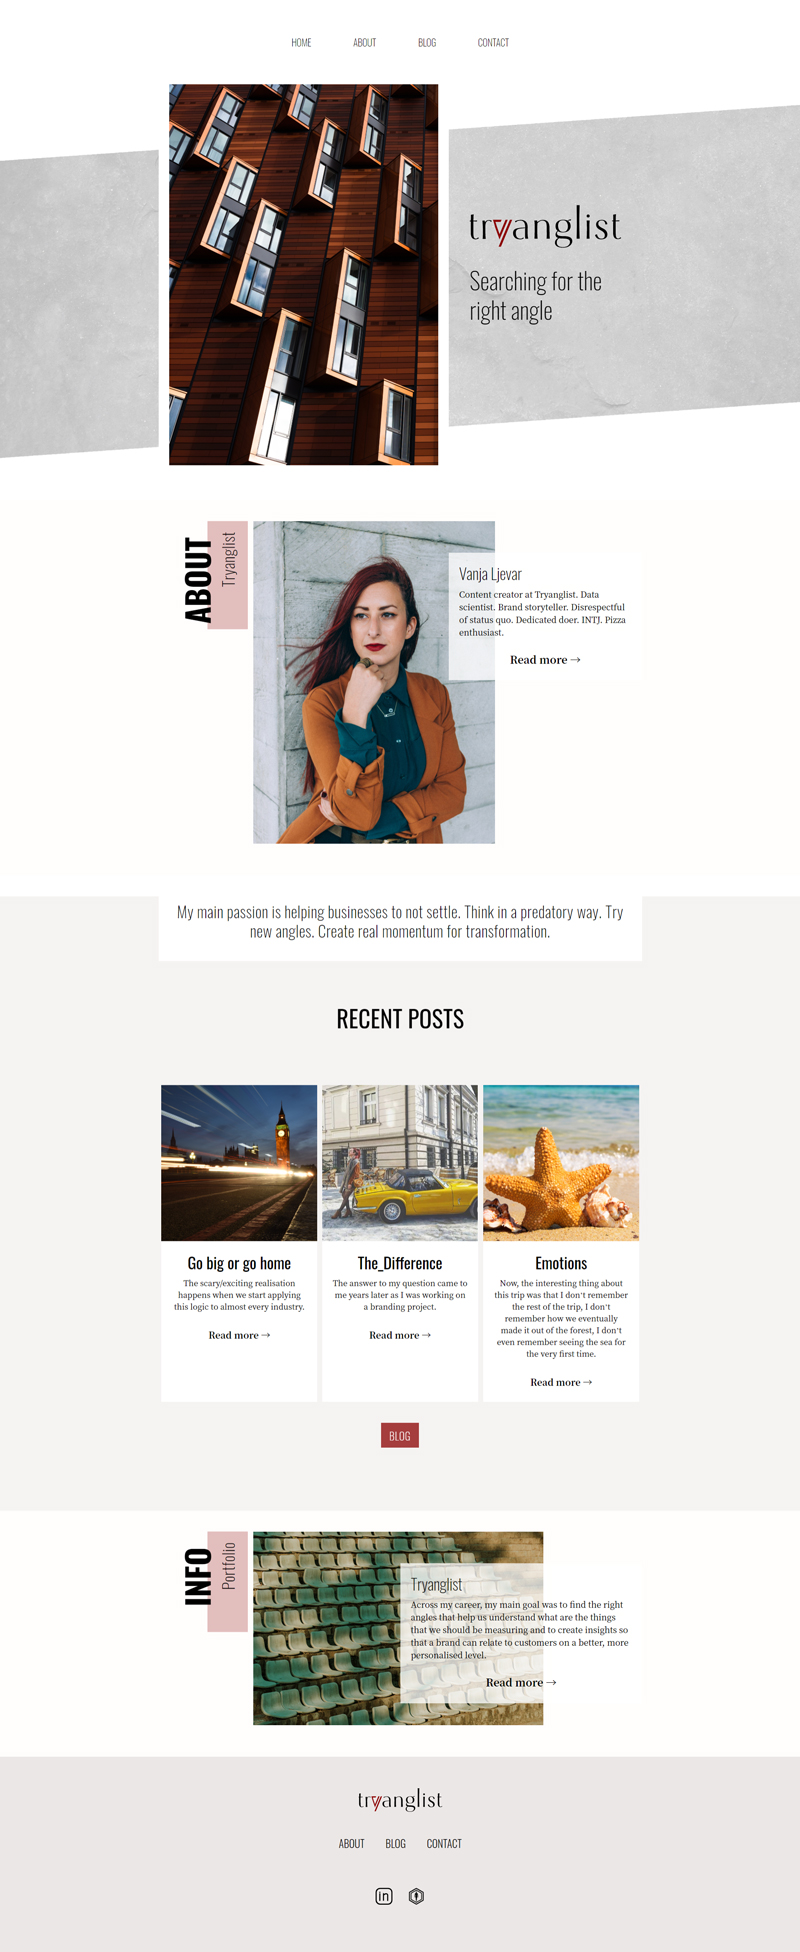 HOME ABOUT BLOG CONTACT
tryanglist
Searching for the
right angle
ABOUT
Tryanglist
Vanja Ljevar
Content creator at Tryanglist. Data
scientist. Brand storyteller. Disrespectful
of status quo. Dedicated doer. INTJ. Pizza
enthusiast.
Read more →
My main passion is helping businesses to not settle. Think in a predatory way. Try
new angles. Create real momentum for transformation.
RECENT POSTS
Go big or go home
The scary/exciting realisation
happens when we start applying
this logic to almost every industry.
Read more →
The_Difference
The answer to my question came to
me years later as I was working on
a branding project.
Read more →
Emotions
Now, the interesting thing about
this trip was that I don't remember
the rest of the trip, I don't
remember how we eventually
made it out of the forest, I don't
even remember seeing the sea for
the very first time.
Read more →
BLOG
INFO
Portfolio
Tryanglist
Across my career, my main goal was to find the right
angles that help us understand what are the things
that we should be measuring and to create insights so
that a brand can relate to customers on a better, more
personalised level.
Read more →
tryanglist
ABOUT BLOG CONTACT
in